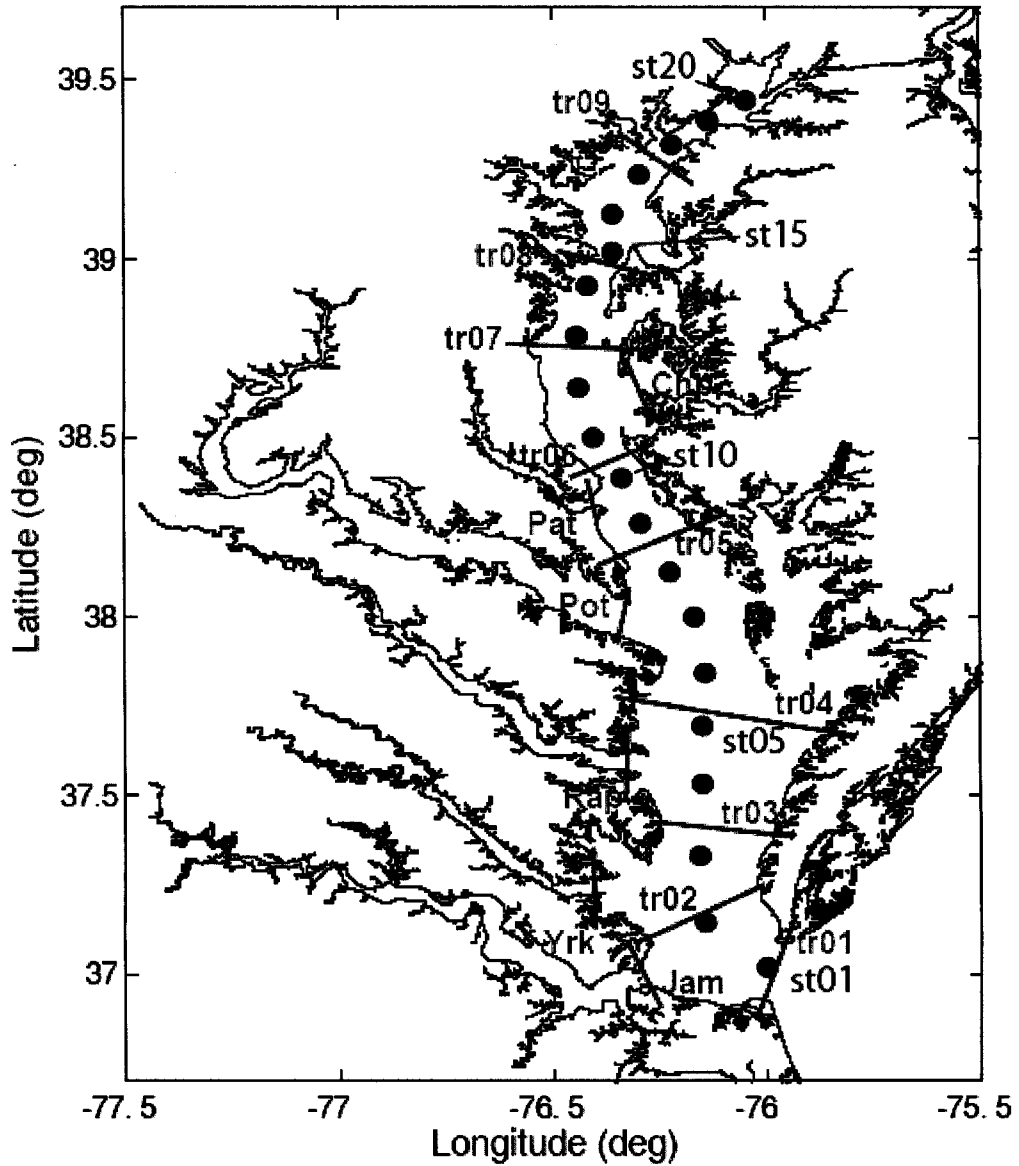 39.5
39
38.5
38
37.5
37
Latitude (deg)
st20
tr09
st15
tr08
tr07
Chp
tr06
st10
Pat
tr05
Pot
tr04
st05
Rap
tr03
tr02
Yrk
tr01
Jam
st01
-77.5
-77
-76.5
-76
-75.5
Longitude (deg)